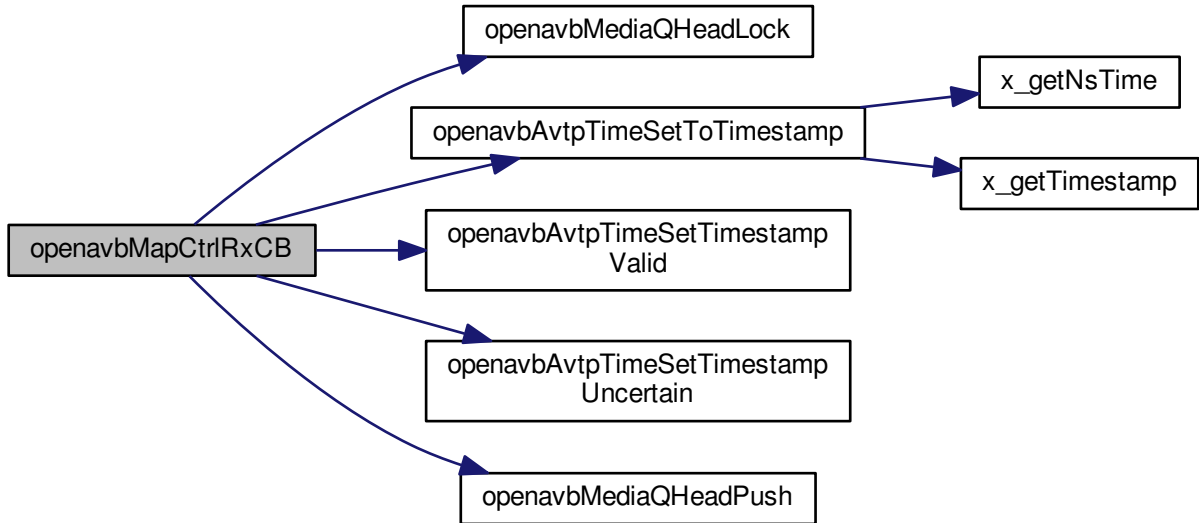 openavbMediaQHeadLock
x_getNsTime
openavbAvtpTimeSetToTimestamp
x_getTimestamp
openavbMapCtrlRxCB
openavbAvtpTimeSetTimestamp
Valid
openavbAvtpTimeSetTimestamp
Uncertain
openavbMediaQHeadPush